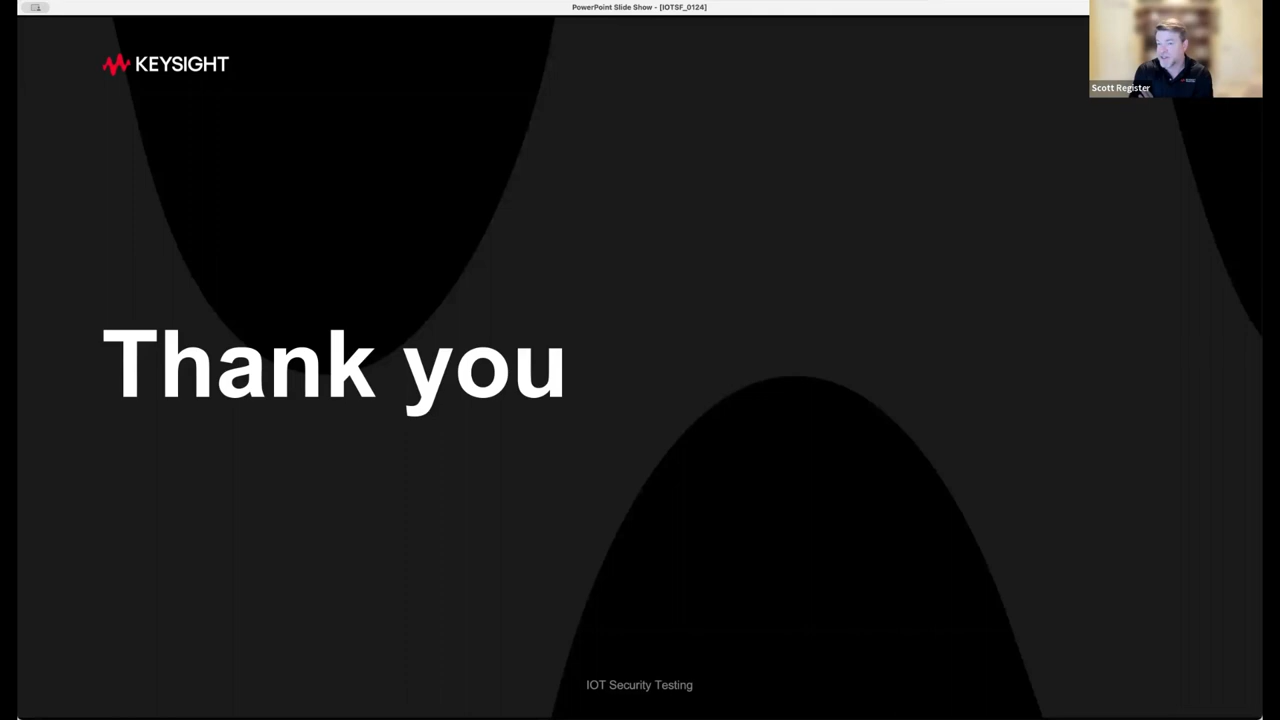 PowerPoint Slide Show - [IOTSF_0124]
KEYSIGHT
Scott Register
Thank you
IOT Security Testing